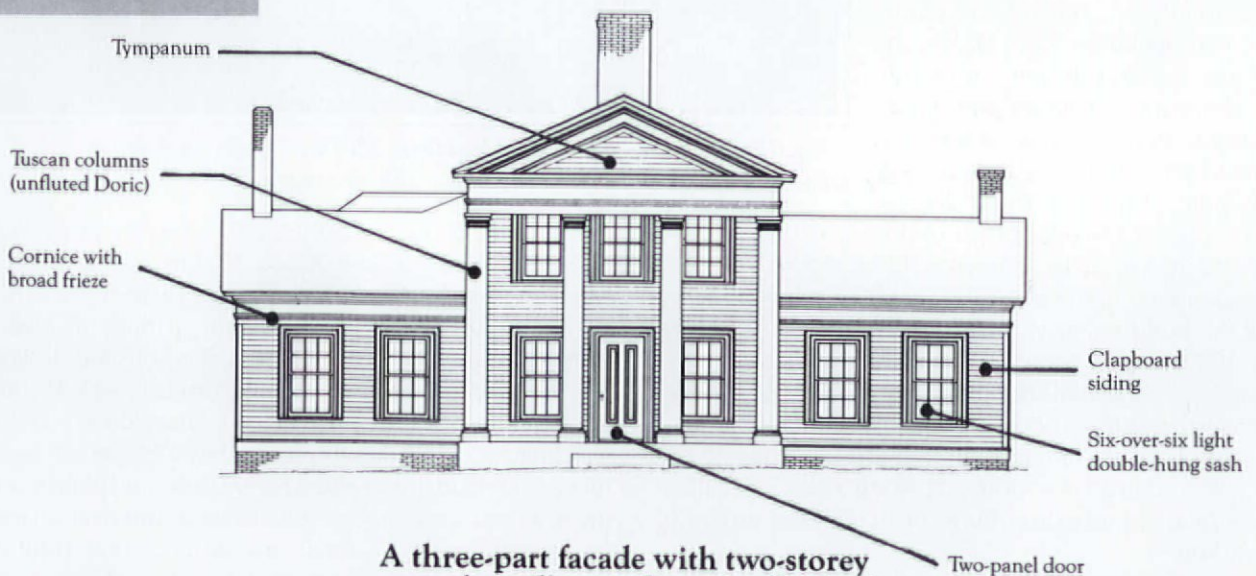 Tympanum
Tuscan columns
(unfluted Doric)
Cornice with
broad frieze
Clapboard
siding
Six-over-six light
double-hung sash
Two-panel door
A three-part facade with two-storey